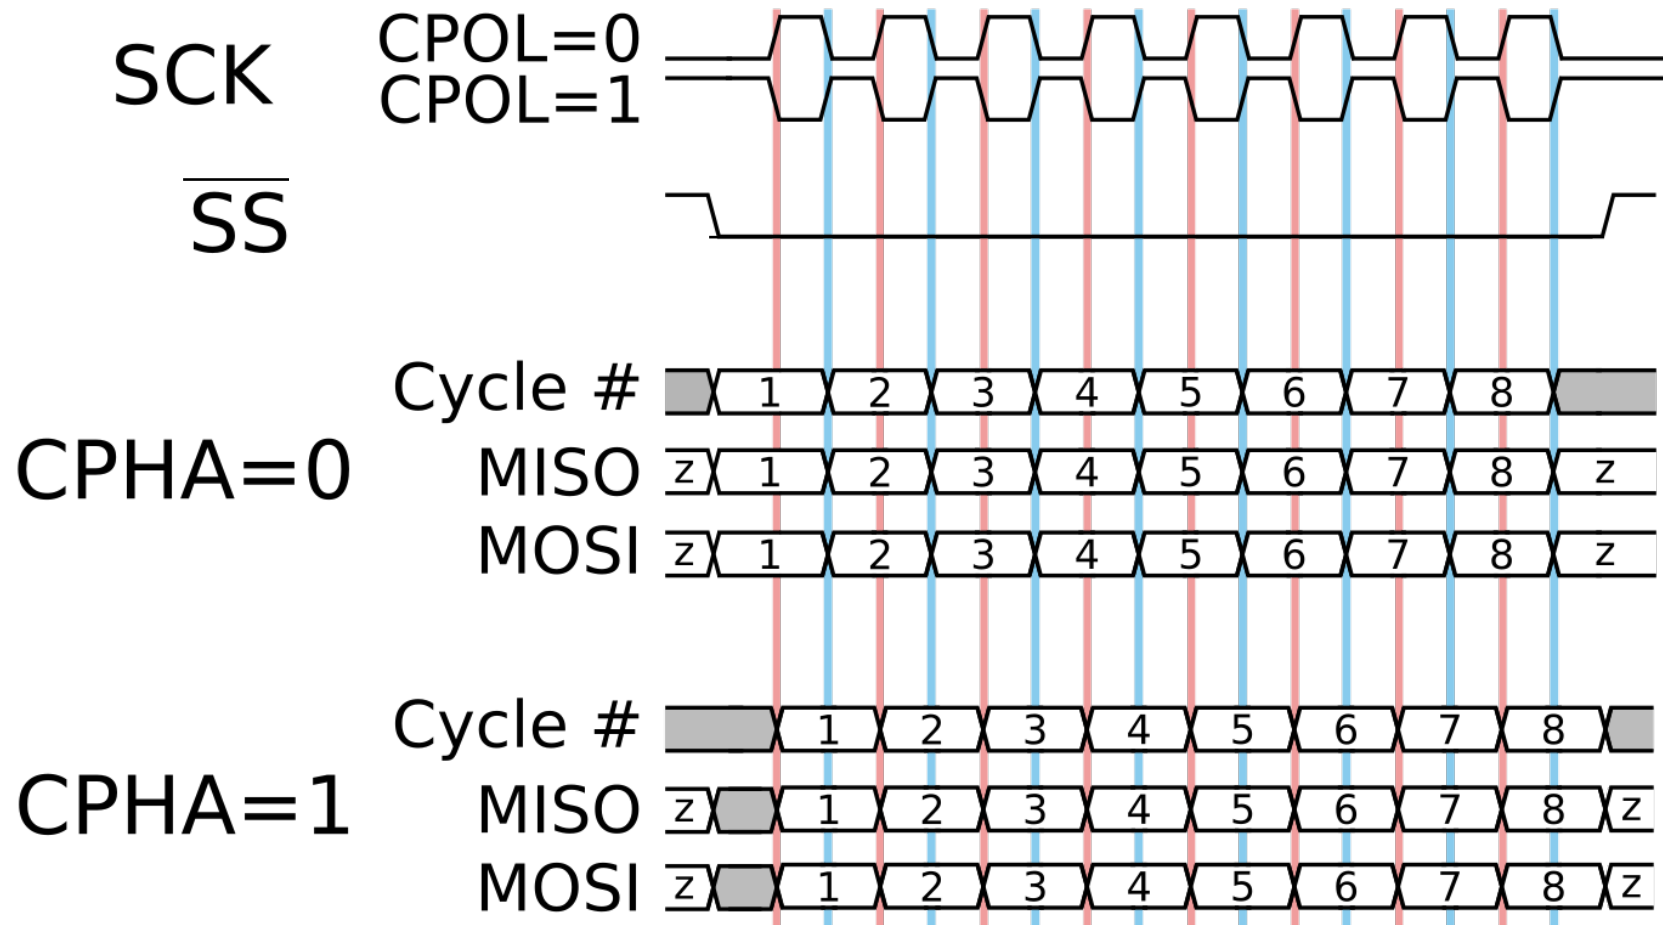 SCK CPOL=0
CPOL=1
SS
Cycle # 1 2 3 4 5 6 7 8
CPHA=0
MISO z 1 2 3 4 5 6 7 8 z
MOSI z 1 2 3 4 5 6 7 8 z
Cycle # 1 2 3 4 5 6 7 8
CPHA=1
MISO z 1 2 3 4 5 6 7 8 z
MOSI z 1 2 3 4 5 6 7 8 z